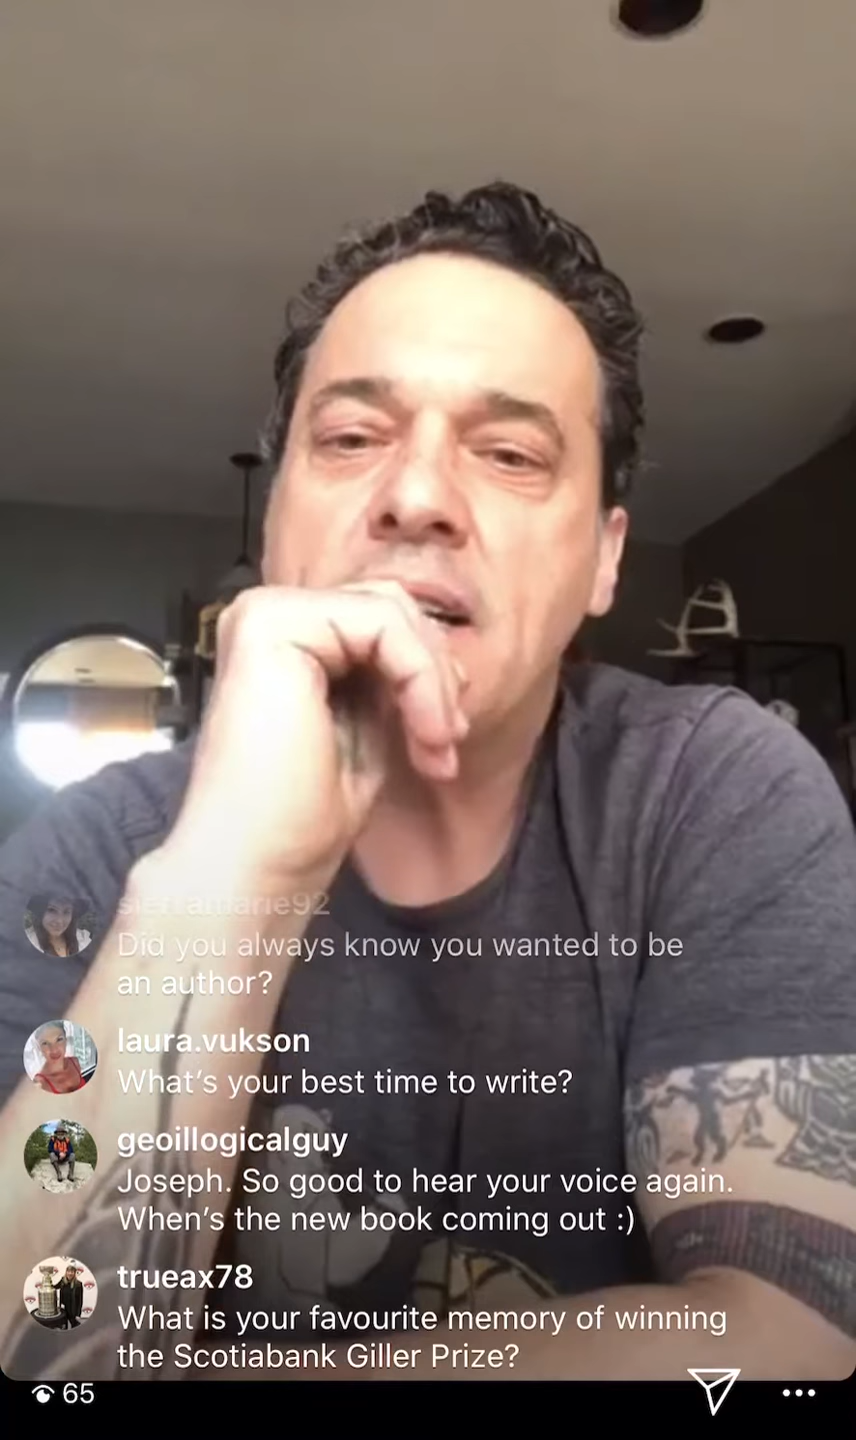 Did you always know you wanted to be
an author?
laura.vukson
What's your best time to write?
geoillogicalguy
Joseph. So good to hear your voice again.
When's the new book coming out :)
trueax78
What is your favourite memory of winning
the Scotiabank Giller Prize?
65